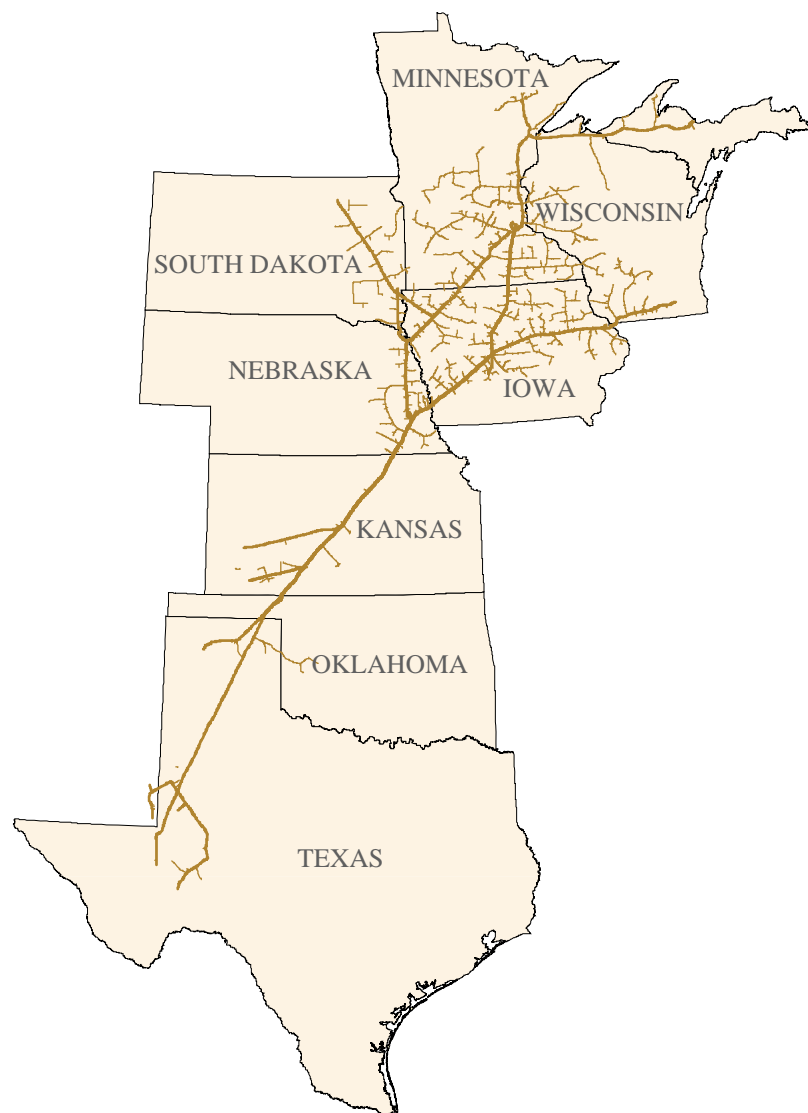 MINNESOTA
WISCONSIN
SOUTH DAKOTA
NEBRASKA
IOWA
KANSAS
OKLAHOMA
TEXAS